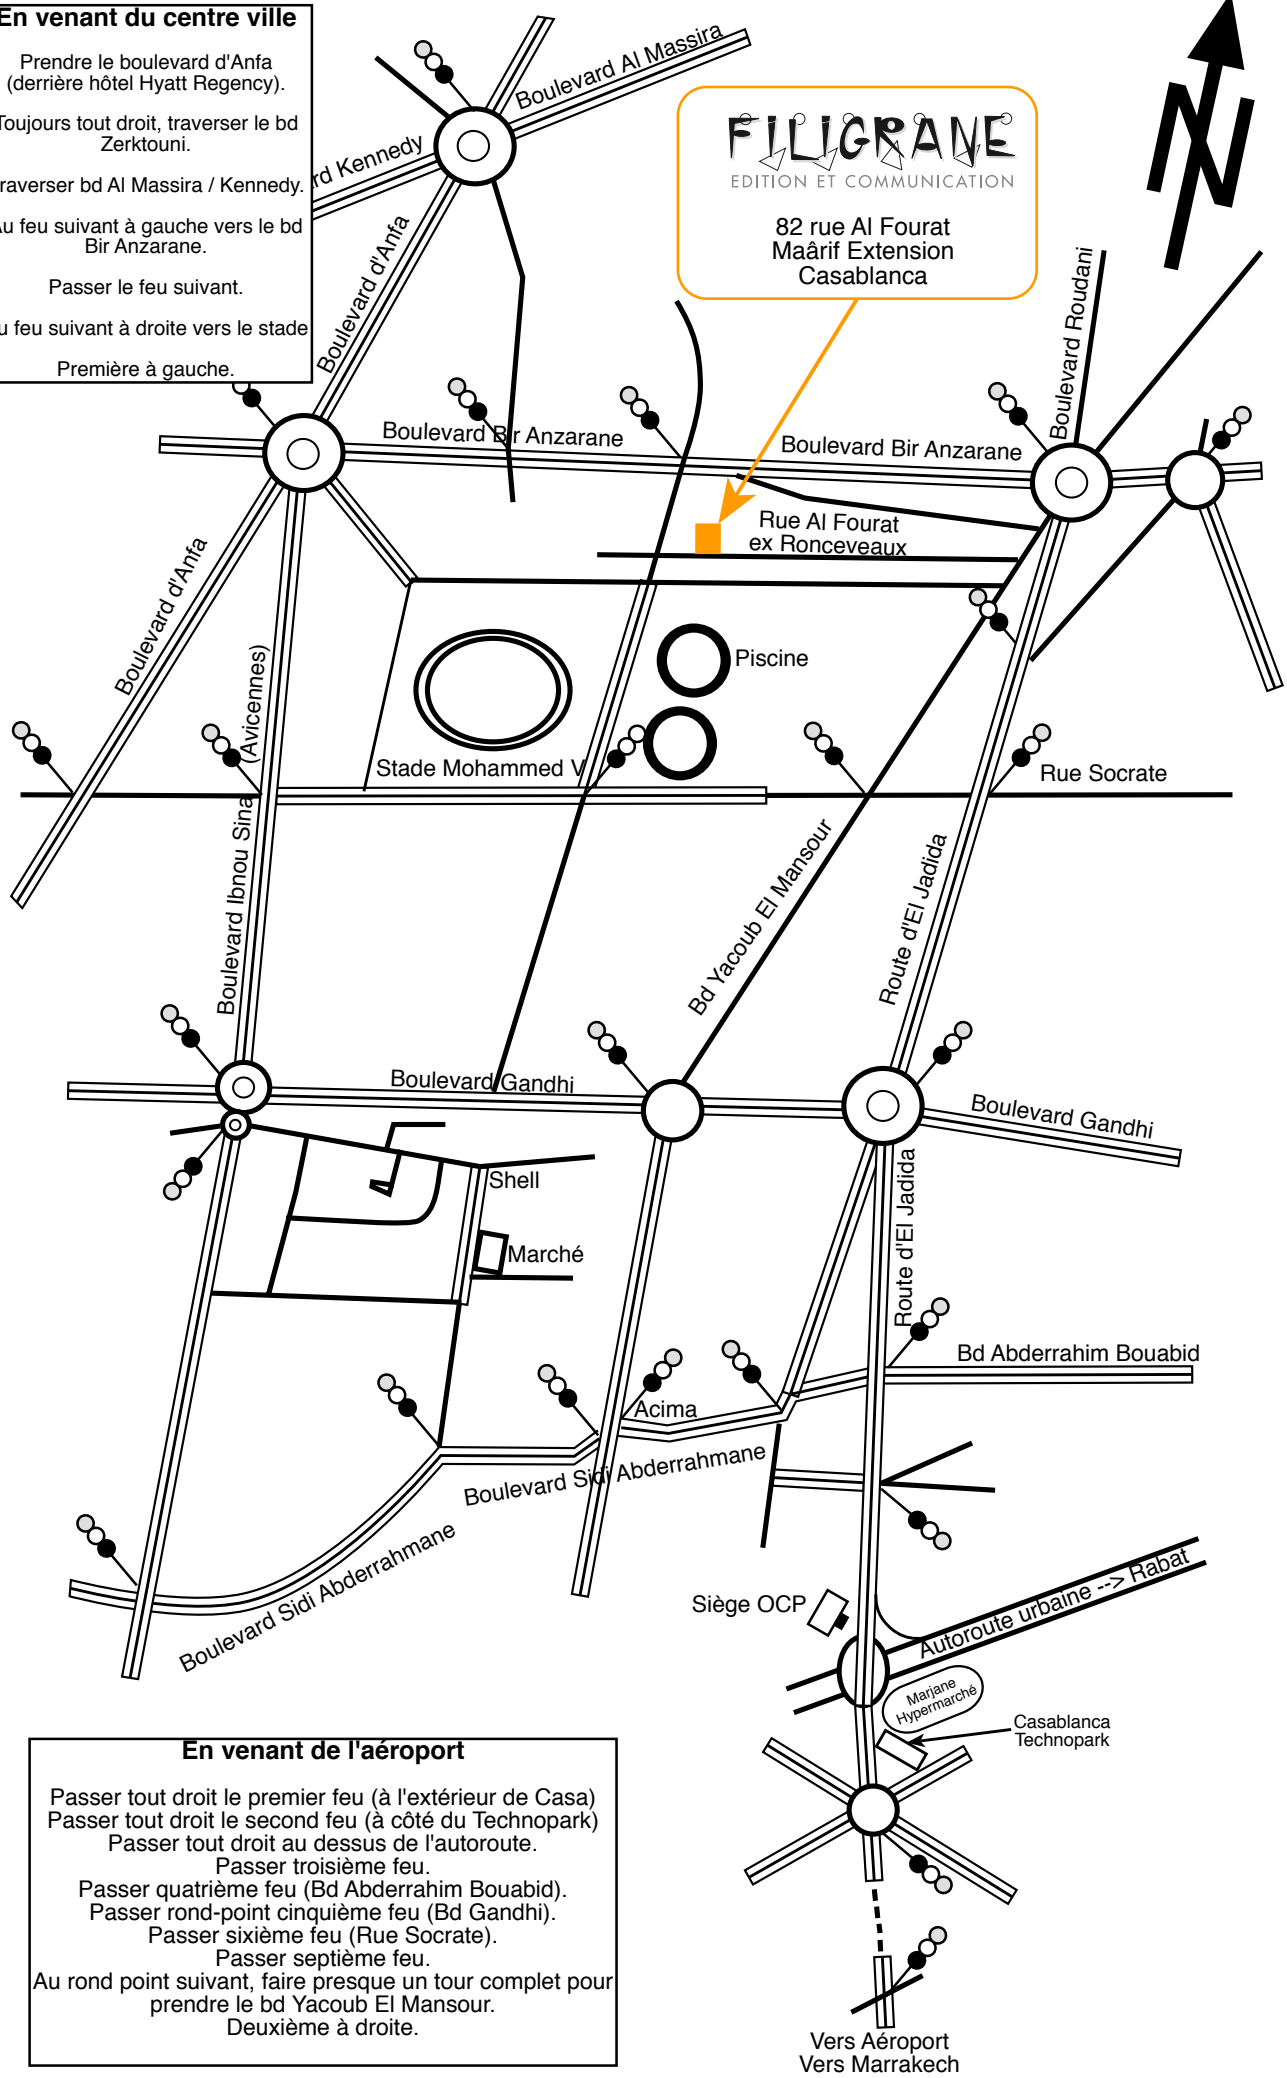 En venant du centre ville
Prendre le boulevard d'Anfa
(derrière hôtel Hyatt Regency).
Toujours tout droit, traverser le bd
Zerktouni.
raverser bd Al Massira / Kennedy.
Au feu suivant à gauche vers le bd
Bir Anzarane.
Passer le feu suivant.
u feu suivant à droite vers le stade
Première à gauche.
Boulevard Al Massira
rd Kennedy
Boulevard d'Anfa
FILIGRANE
EDITION ET COMMUNICATION
82 rue Al Fourat
Maârif Extension
Casablanca
N
Boulevard Roudani
Boulevard Bir Anzarane
Boulevard Bir Anzarane
Rue Al Fourat
ex Ronceveaux
Boulevard d'Anfa
(Avicennes)
Boulevard Ibnou Sina
Piscine
Stade Mohammed V
Rue Socrate
Bd Yacoub El Mansour
Route d'El Jadida
Boulevard Gandhi
Boulevard Gandhi
Route d'El Jadida
Shell
Marché
Bd Abderrahim Bouabid
Acima
Boulevard Sidi Abderrahmane
Boulevard Sidi Abderrahmane
Siège OCP
Autoroute urbaine --> Rabat
Marjane
Hypermarché
Casablanca
Technopark
En venant de l'aéroport
Passer tout droit le premier feu (à l'extérieur de Casa)
Passer tout droit le second feu (à côté du Technopark)
Passer tout droit au dessus de l'autoroute.
Passer troisième feu.
Passer quatrième feu (Bd Abderrahim Bouabid).
Passer rond-point cinquième feu (Bd Gandhi).
Passer sixième feu (Rue Socrate).
Passer septième feu.
Au rond point suivant, faire presque un tour complet pour
prendre le bd Yacoub El Mansour.
Deuxième à droite.
Vers Aéroport
Vers Marrakech